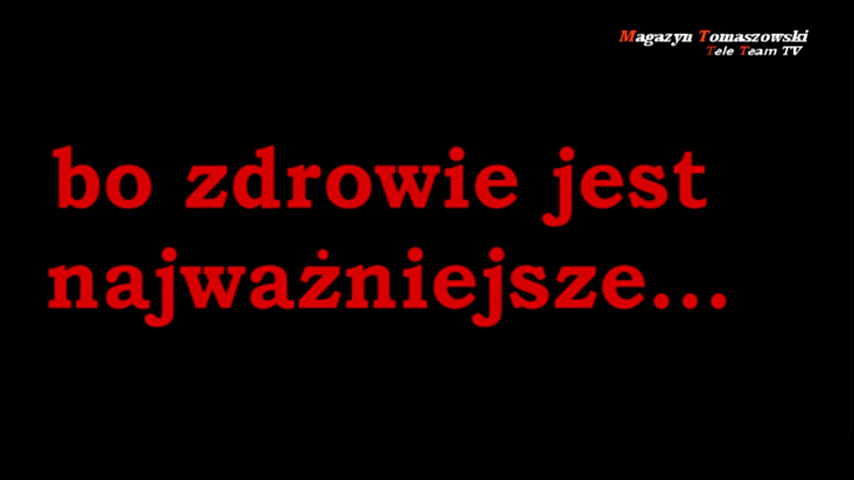 Magazyn Tomaszowski
Tele Team TV
bo zdrowie jest
najważniejsze...